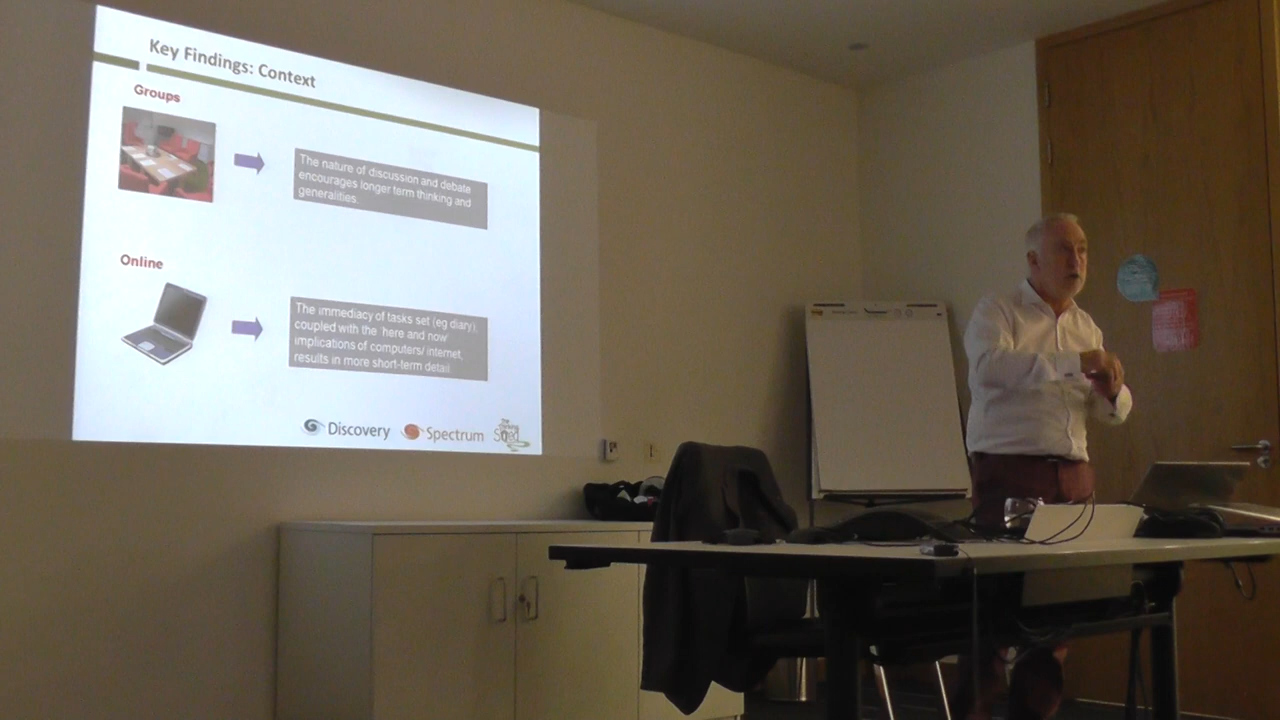 Key Findings: Context
Groups
The nature of discussion and debate
encourages longer term thinking and
generalities.
Online
The immediacy of tasks set (eg diary),
coupled with the 'here and now'
implications of computers/ internet,
results in more short-term detail
Discovery
Spectrum
The
Shed